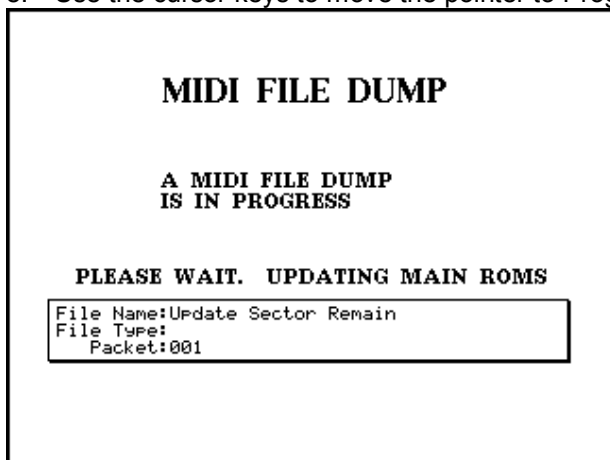 Use the cursor keys to move the pointer to
MIDI FILE DUMP
A MIDI FILE DUMP
IS IN PROGRESS
PLEASE WAIT. UPDATING MAIN ROMS
File Name:Update Sector Remain
File Type:
Packet:001